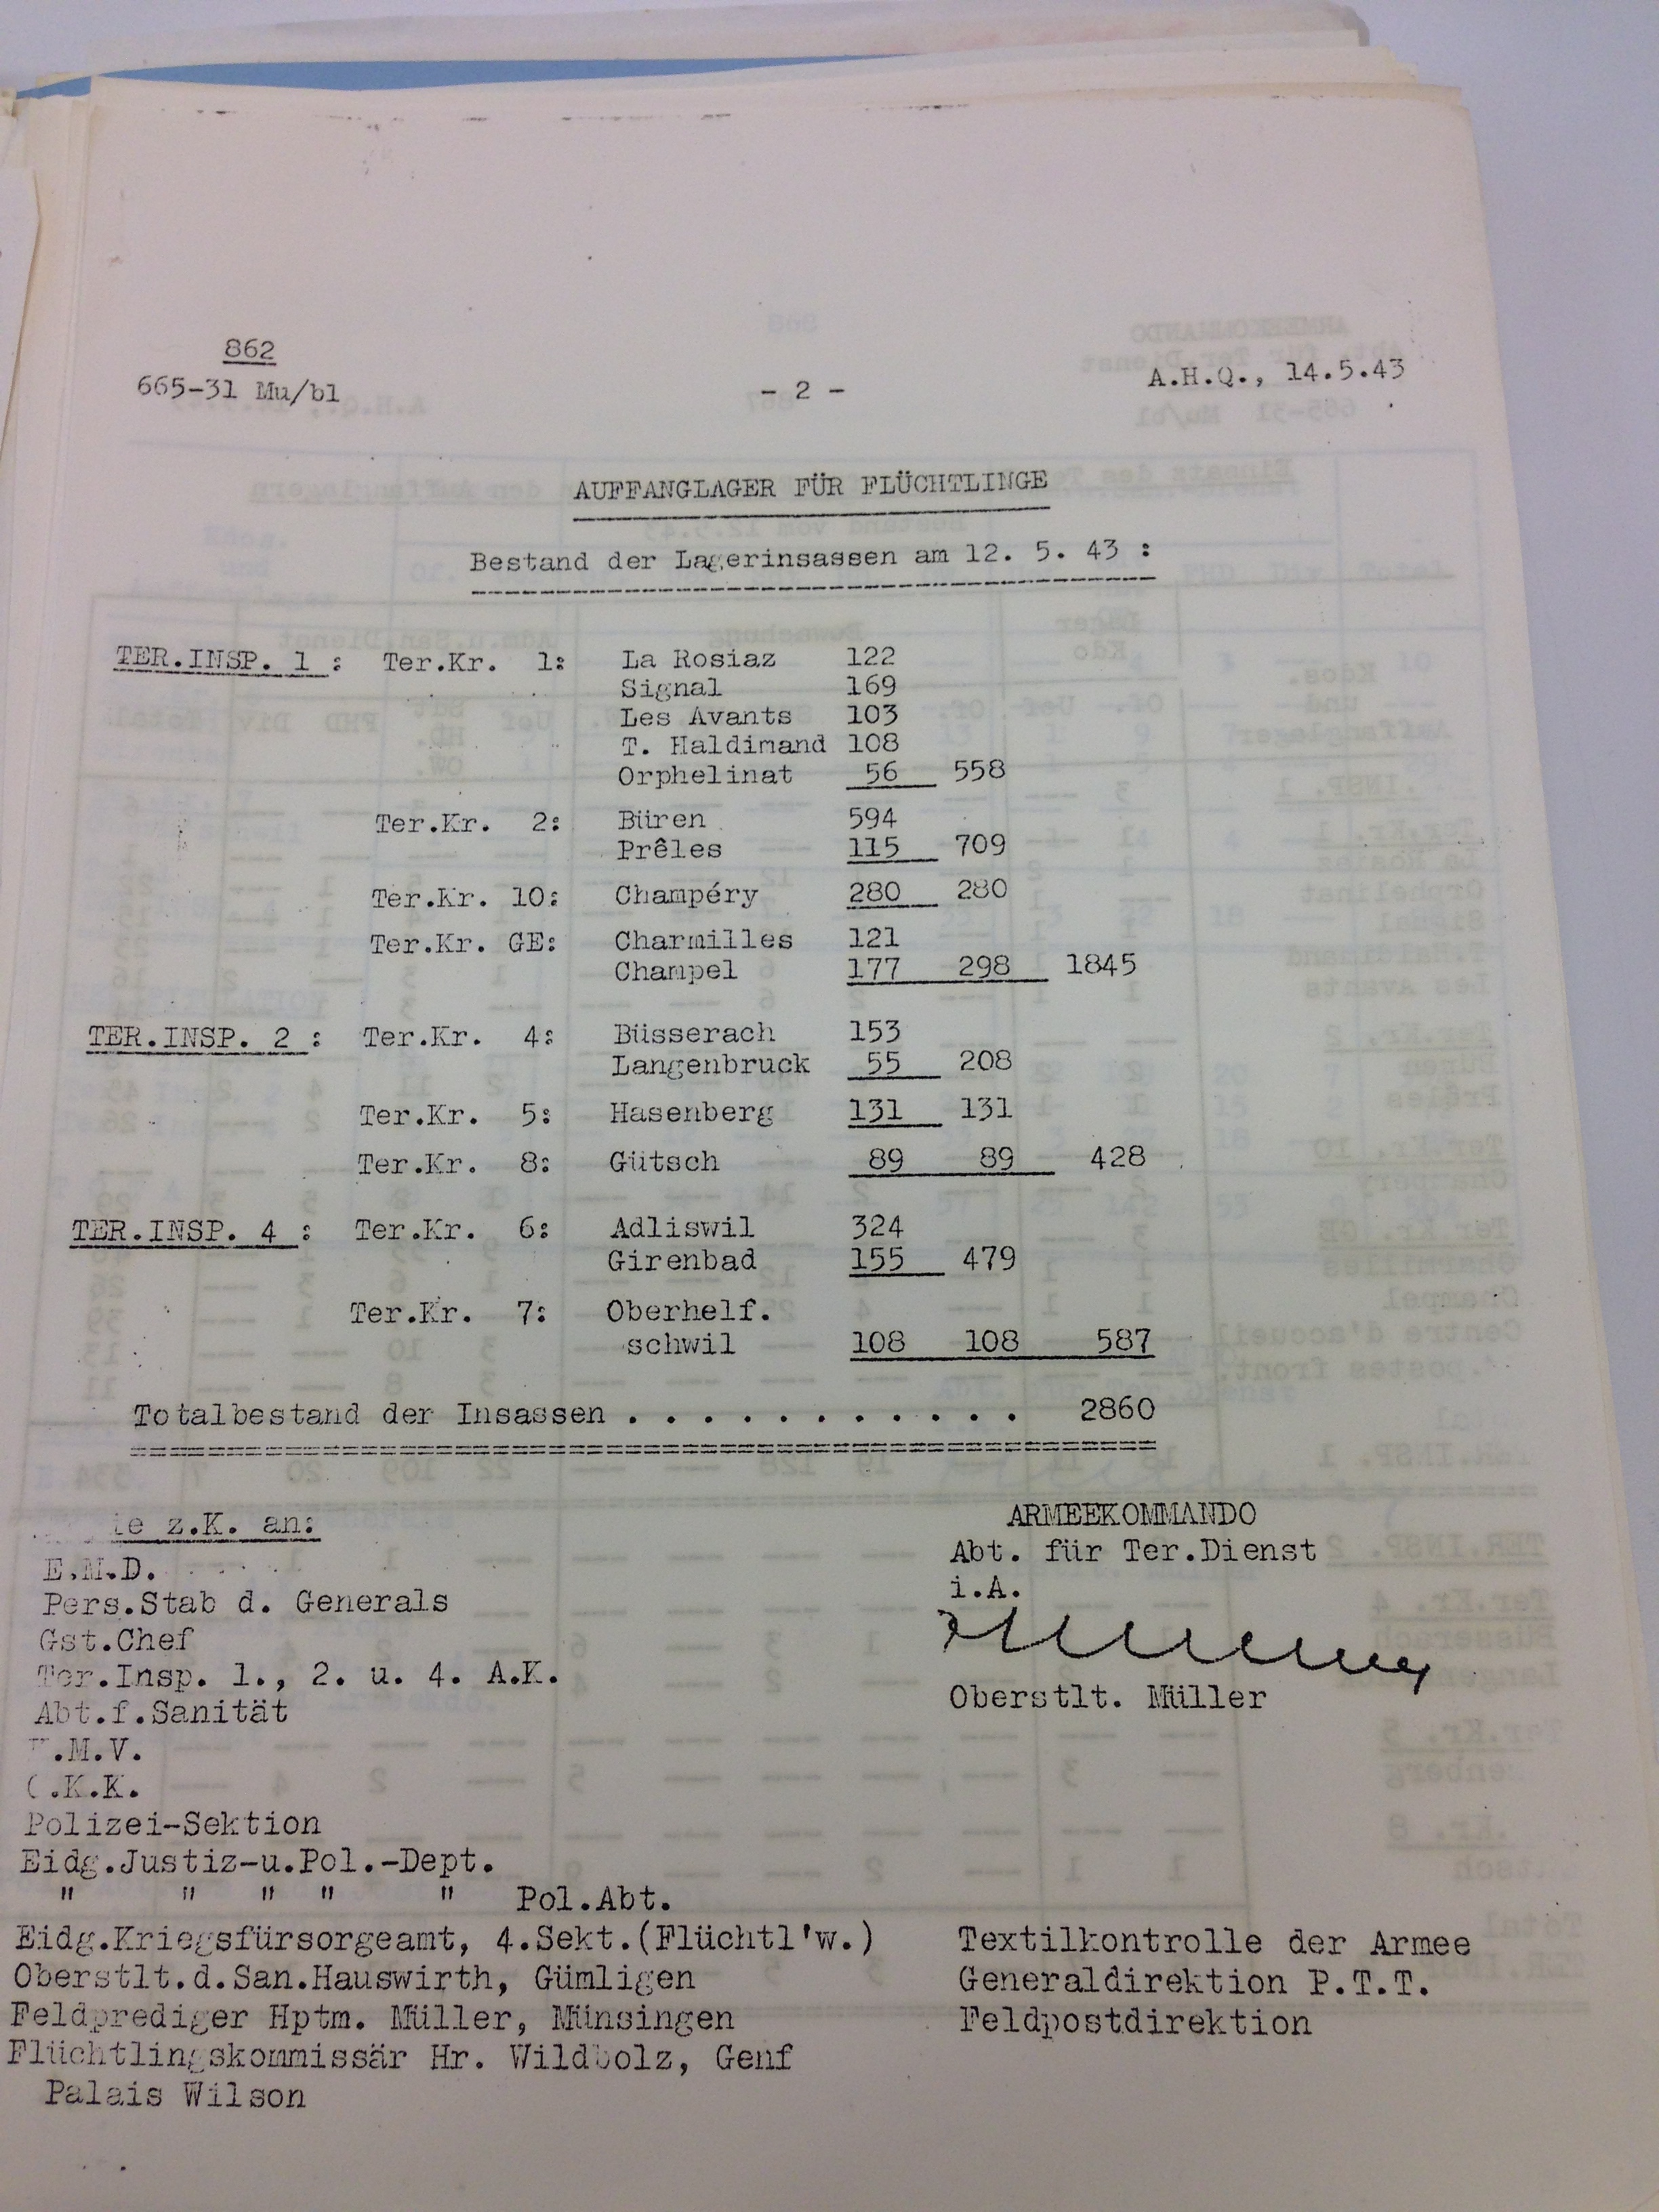 862
665-31 Mu/bl - 2 - A.H.Q., 14.5.43
AUFFANGLAGER FÜR FLÜCHTLINGE
Bestand der Lagerinsassen am 12. 5. 43 :
TER.INSP. 1 : Ter.Kr. 1: La Rosiaz 122
Signal 169
Les Avants 103
T. Haldimand 108
Orphelinat 56 558
Ter.Kr. 2: Büren 594
Prêles 115 709
Ter.Kr. 10: Champéry 280 280
Ter.Kr. GE: Charmilles 121
Champel 177 298 1845
TER.INSP. 2 : Ter.Kr. 4: Büsserach 153
Langenbruck 55 208
Ter.Kr. 5: Hasenberg 131 131
Ter.Kr. 8: Gütsch 89 89 428
TER.INSP. 4 : Ter.Kr. 6: Adliswil 324
Girenbad 155 479
Ter.Kr. 7: Oberhelf.
schwil 108 108 587
Totalbestand der Insassen . . . . . . . . . . . . 2860
z.K. an:
E.M.D.
Pers.Stab d. Generals
Gst.Chef
Ter.Insp. 1., 2. u. 4. A.K.
Abt.f.Sanität
.M.V.
.K.K.
Polizei-Sektion
Eidg.Justiz-u.Pol.-Dept.
" " " " " Pol.Abt.
Eidg.Kriegsfürsorgeamt, 4.Sekt.(Flüchtl'w.)
Oberstlt.d.San.Hauswirth, Gümligen
Feldprediger Hptm. Müller, Münsingen
Flüchtlingskommissär Hr. Wildbolz, Genf
Palais Wilson
ARMEEKOMMANDO
Abt. für Ter.Dienst
i.A.
Oberstlt. Müller
Textilkontrolle der Armee
Generaldirektion P.T.T.
Feldpostdirektion